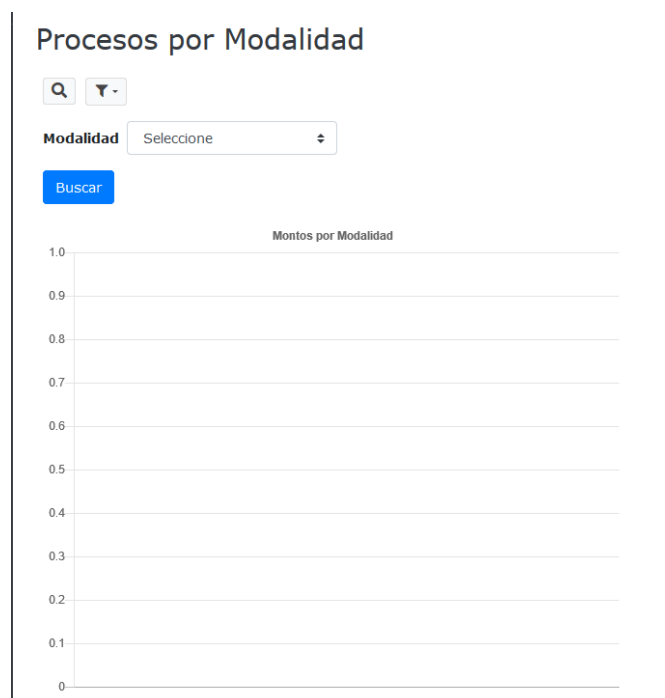 Procesos por Modalidad
Modalidad Seleccione
Buscar
Montos por Modalidad
1.0
0.9
0.8
0.7
0.6
0.5
0.4
0.3
0.2
0.1
0